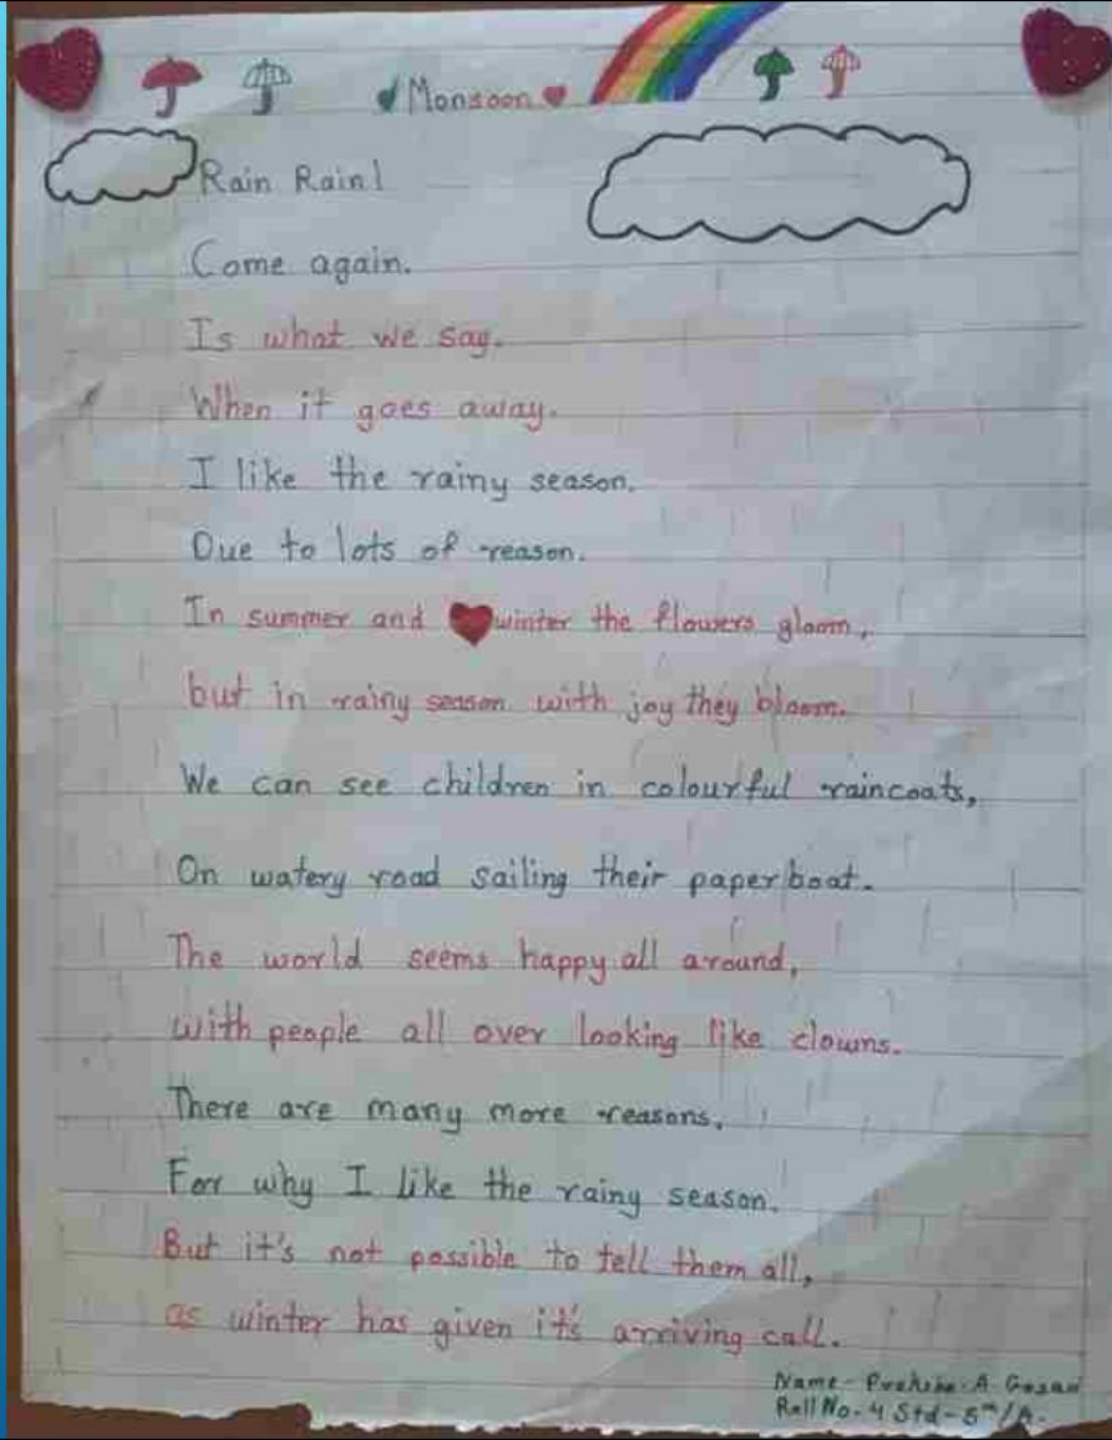 Monsoon
Rain Rain!
Come again.
Is what we say.
When it goes away.
I like the rainy season.
Due to lots of reason.
In summer and winter the flowers gloom,
but in rainy season with joy they bloom.
We can see children in colourful raincoats,
On watery road sailing their paper boat.
The world seems happy all around,
with people all over looking like clowns.
There are many more reasons,
For why I like the rainy season.
But it's not possible to tell them all,
as winter has given it's arriving call.
Name - A
Roll No. 4 Std - 5th/A.